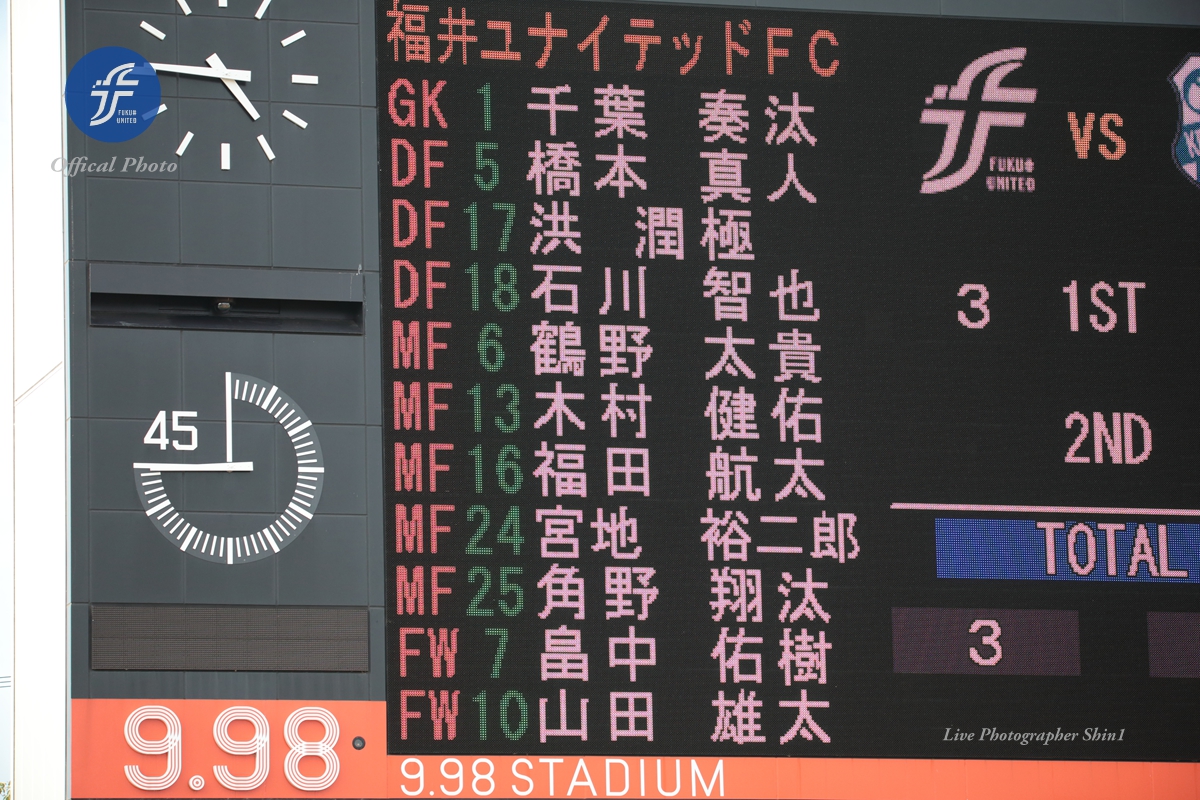 FUKUI
UNITED
Offical Photo
福井ユナイテッドFC
GK 1 千葉 奏汰
DF 5 橋本 真人
DF 17 洪 潤極
DF 18 石川 智也
MF 6 鶴野 太貴
MF 13 木村 健佑
MF 16 福田 航太
MF 24 宮地 裕二郎
MF 25 角野 翔汰
FW 7 畠中 佑樹
FW 10 山田 雄太
FUKUI
UNITED
VS
3 1ST
2ND
TOTAL
3
45
9.98
9.98 STADIUM
Live Photographer Shin1